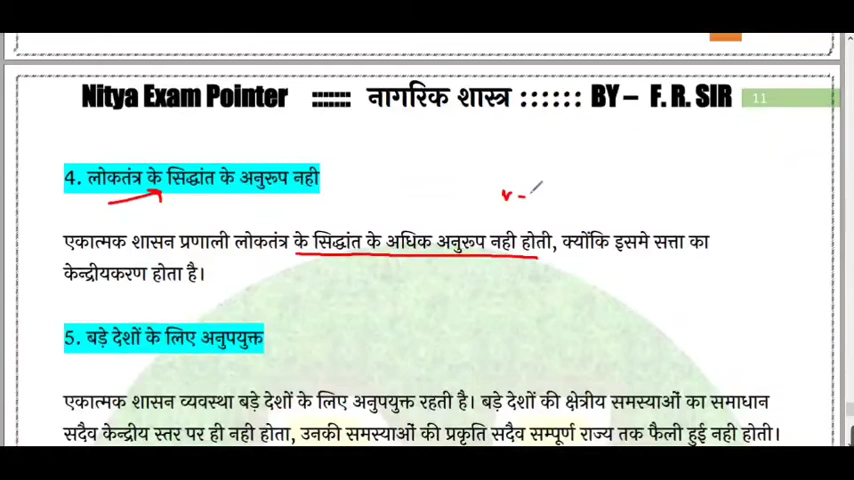 Nitya Exam Pointer :::::: नागरिक शास्त्र :::::: BY – F. R. SIR 11
4. लोकतंत्र के सिद्धांत के अनुरूप नही
एकात्मक शासन प्रणाली लोकतंत्र के सिद्धांत के अधिक अनुरूप नही होती, क्योंकि इसमे सत्ता का
केन्द्रीयकरण होता है।
5. बड़े देशों के लिए अनुपयुक्त
एकात्मक शासन व्यवस्था बड़े देशों के लिए अनुपयुक्त रहती है। बड़े देशों की क्षेत्रीय समस्याओं का समाधान
सदैव केन्द्रीय स्तर पर ही नही होता, उनकी समस्याओं की प्रकृति सदैव सम्पूर्ण राज्य तक फैली हुई नही होती।